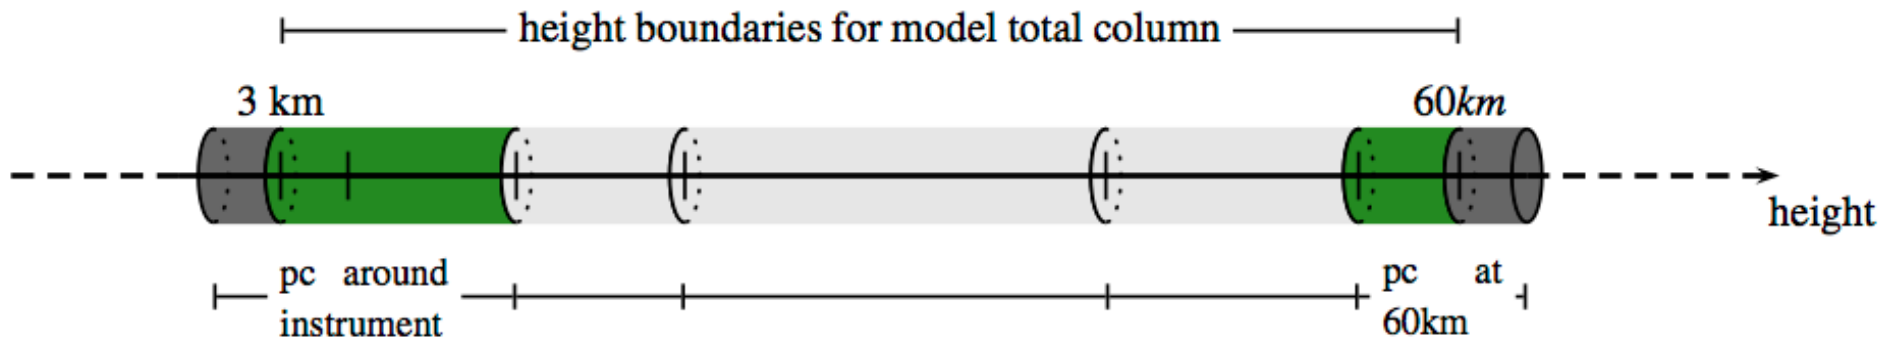 height boundaries for model total column
3 km
60km
height
pc around
instrument
pc at
60km